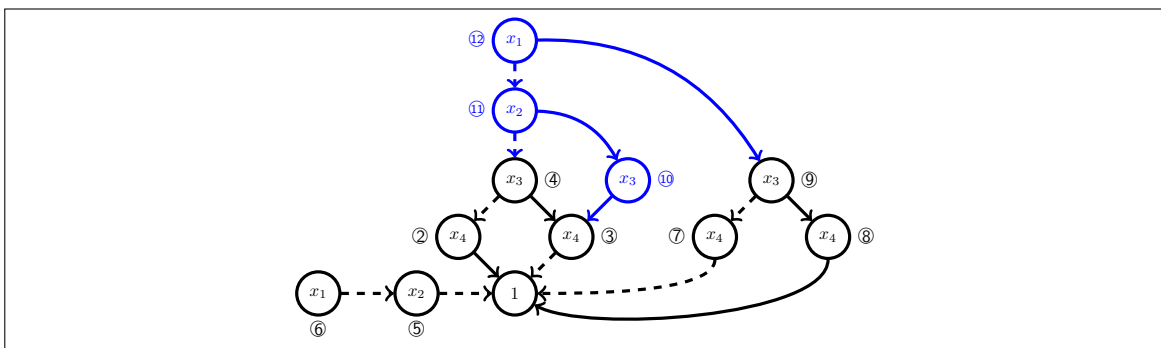 ⑫ x₁
⑪ x₂
x₃ ④ x₃ ⑩ x₃ ⑨
② x₄ x₄ ③ ⑦ x₄ x₄ ⑧
x₁ x₂ 1
⑥ ⑤